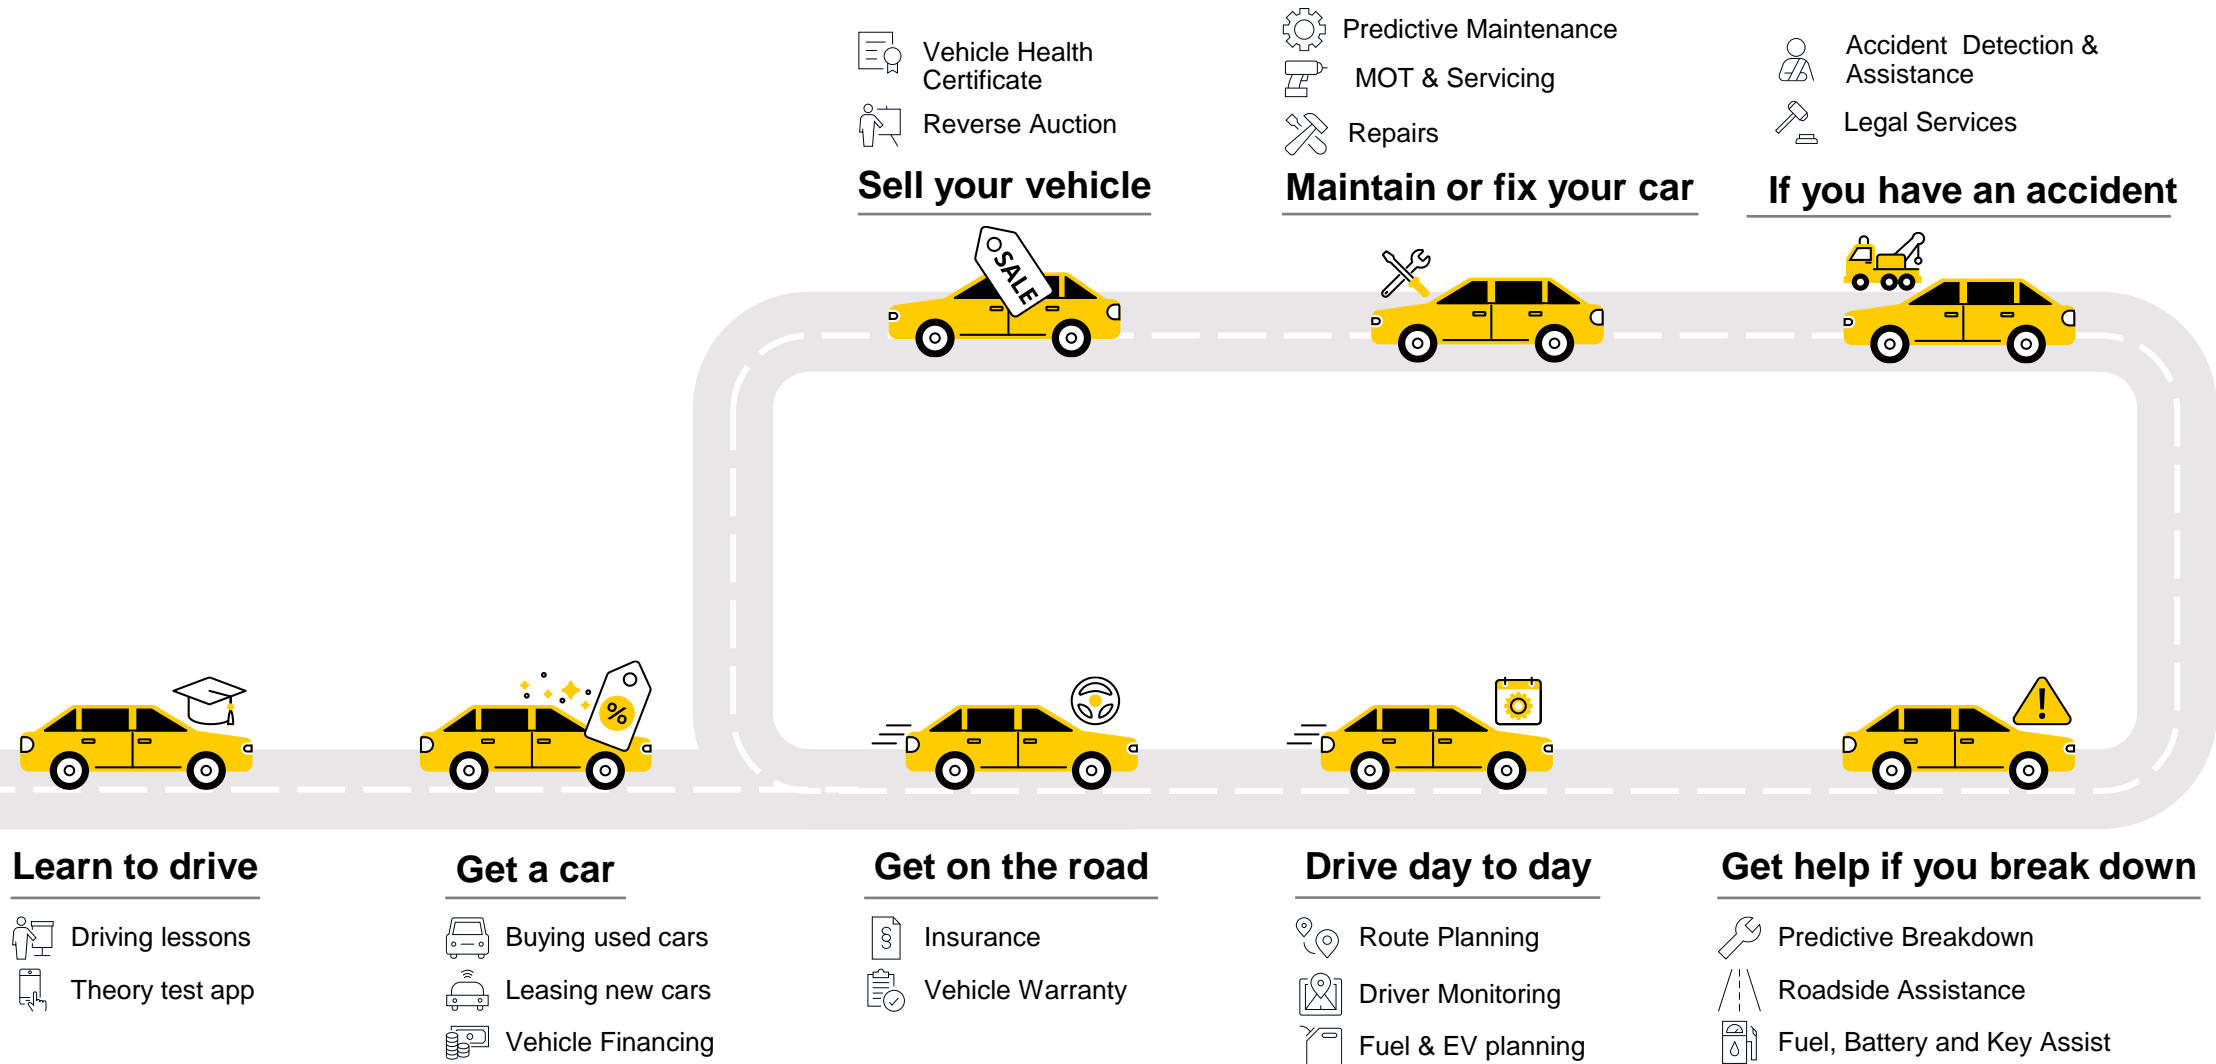 Vehicle Health
Certificate
Reverse Auction
Sell your vehicle
Predictive Maintenance
MOT & Servicing
Repairs
Maintain or fix your car
Accident Detection &
Assistance
Legal Services
If you have an accident
SALE
%
!
Learn to drive
Driving lessons
Theory test app
Get a car
Buying used cars
Leasing new cars
Vehicle Financing
Get on the road
§
Insurance
Vehicle Warranty
Drive day to day
Route Planning
Driver Monitoring
Fuel & EV planning
Get help if you break down
Predictive Breakdown
Roadside Assistance
Fuel, Battery and Key Assist